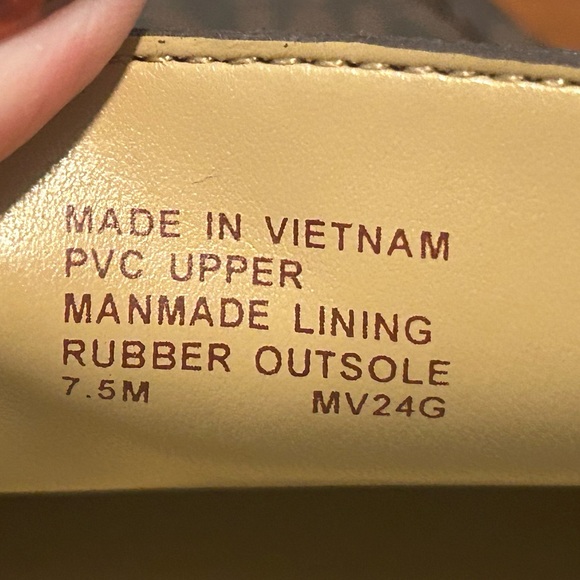 MADE IN VIETNAM
PVC UPPER
MANMADE LINING
RUBBER OUTSOLE
7.5M MV24G